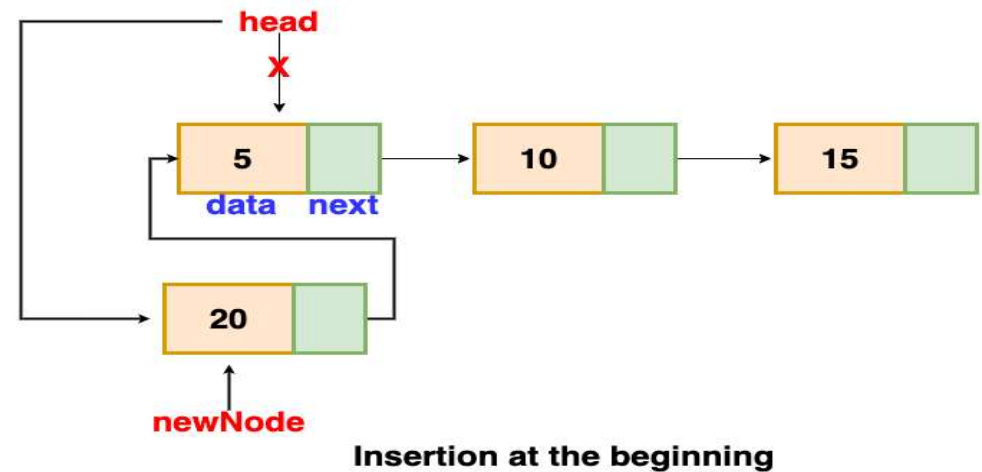 head
X
5
10
15
data next
20
newNode
Insertion at the beginning